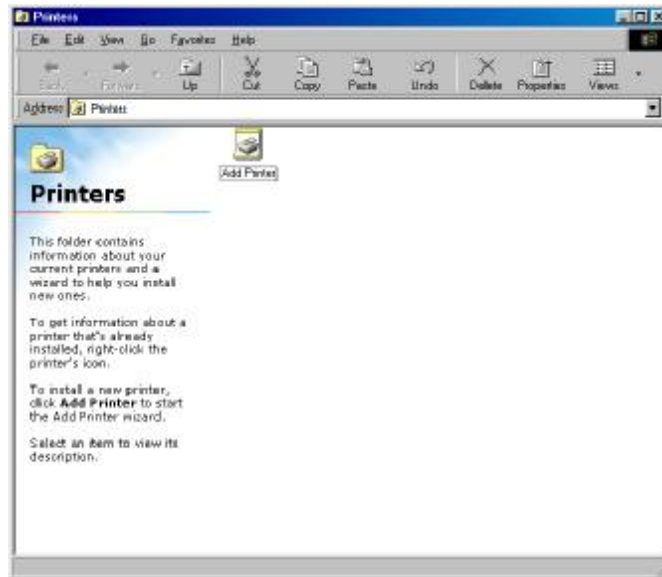 Printers
File Edit View Go Favorites Help
Back Forward Up Cut Copy Paste Undo Delete Properties Views
Address Printers
Add Printer
Printers
This folder contains
information about your
current printers and a
wizard to help you install
new ones.
To get information about a
printer that's already
installed, right-click the
printer's icon.
To install a new printer,
click Add Printer to start
the Add Printer wizard.
Select an item to view its
description.